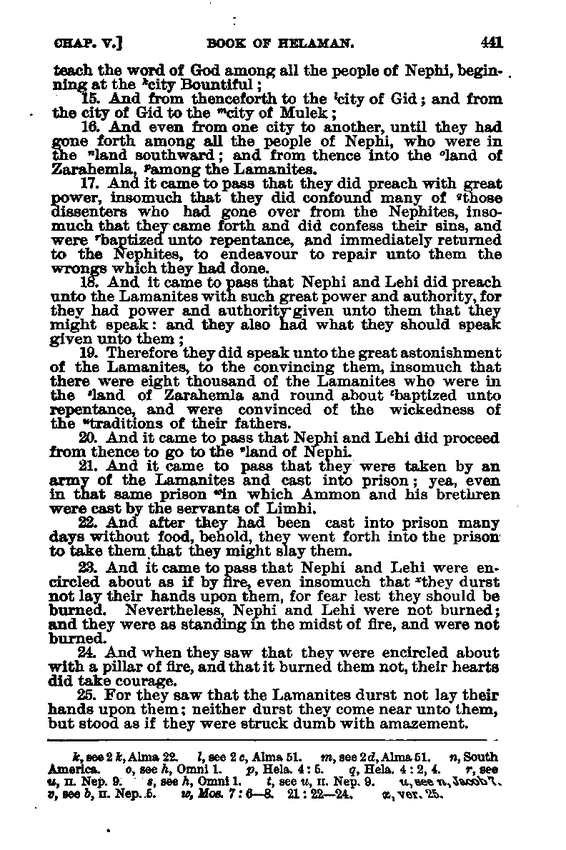 CHAP. V.] BOOK OF HELAMAN. 441
teach the word of God among all the people of Nephi, begin-
ning at the ᵏcity Bountiful;
15. And from thenceforth to the ˡcity of Gid; and from
the city of Gid to the ᵐcity of Mulek;
16. And even from one city to another, until they had
gone forth among all the people of Nephi, who were in
the ⁿland southward; and from thence into the ᵒland of
Zarahemla, ᵖamong the Lamanites.
17. And it came to pass that they did preach with great
power, insomuch that they did confound many of ᑫthose
dissenters who had gone over from the Nephites, inso-
much that they came forth and did confess their sins, and
were ʳbaptized unto repentance, and immediately returned
to the Nephites, to endeavour to repair unto them the
wrongs which they had done.
18. And it came to pass that Nephi and Lehi did preach
unto the Lamanites with such great power and authority, for
they had power and authority given unto them that they
might speak: and they also had what they should speak
given unto them;
19. Therefore they did speak unto the great astonishment
of the Lamanites, to the convincing them, insomuch that
there were eight thousand of the Lamanites who were in
the ˢland of Zarahemla and round about ᵗbaptized unto
repentance, and were convinced of the wickedness of
the ᵘtraditions of their fathers.
20. And it came to pass that Nephi and Lehi did proceed
from thence to go to the ᵛland of Nephi.
21. And it came to pass that they were taken by an
army of the Lamanites and cast into prison; yea, even
in that same prison ʷin which Ammon and his brethren
were cast by the servants of Limhi.
22. And after they had been cast into prison many
days without food, behold, they went forth into the prison
to take them that they might slay them.
23. And it came to pass that Nephi and Lehi were en-
circled about as if by fire, even insomuch that ˣthey durst
not lay their hands upon them, for fear lest they should be
burned. Nevertheless, Nephi and Lehi were not burned;
and they were as standing in the midst of fire, and were not
burned.
24. And when they saw that they were encircled about
with a pillar of fire, and that it burned them not, their hearts
did take courage.
25. For they saw that the Lamanites durst not lay their
hands upon them; neither durst they come near unto them,
but stood as if they were struck dumb with amazement.
k, see 2 k, Alma 22. l, see 2 c, Alma 51. m, see 2 d, Alma 51. n, South
America. o, see h, Omni 1. p, Hela. 4: 5. q, Hela. 4: 2, 4. r, see
u, II. Nep. 9. s, see h, Omni 1. t, see u, II. Nep. 9. u, see n, Jacob 7.
v, see b, II. Nep. 5. w, Mos. 7: 6—8. 21: 22—24. x, ver. 25.